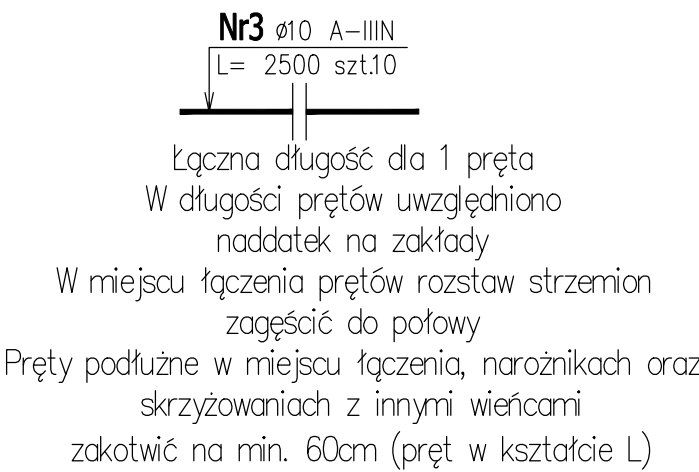 Nr3 ø10 A-IIIN
L= 2500 szt.10
Łączna długość dla 1 pręta
W długości prętów uwzględniono
naddatek na zakłady
W miejscu łączenia prętów rozstaw strzemion
zagęścić do połowy
Pręty podłużne w miejscu łączenia, narożnikach oraz
skrzyżowaniach z innymi wieńcami
zakotwić na min. 60cm (pręt w kształcie L)